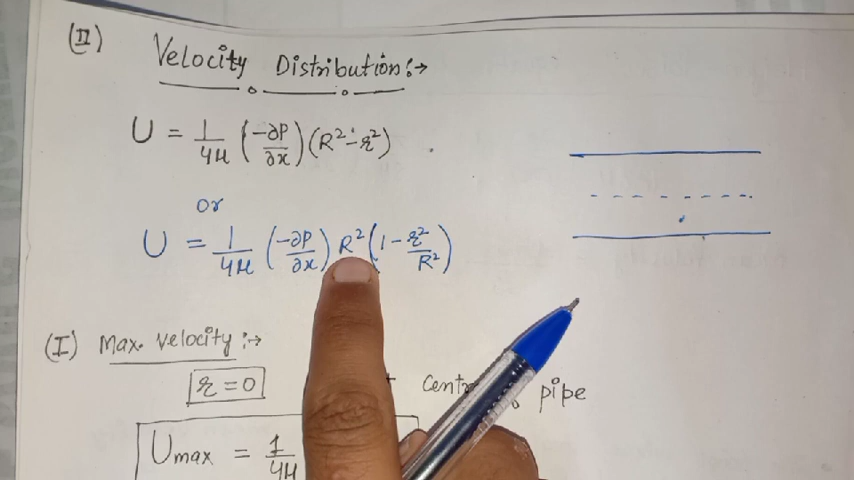 (II) Velocity Distribution:→
U = 1/4μ (-∂P/∂x) (R² - r²)
or
U = 1/4μ (-∂P/∂x) R² (1 - r²/R²)
(I) Max. Velocity :→
r = 0 pipe
Umax = 1/4μ